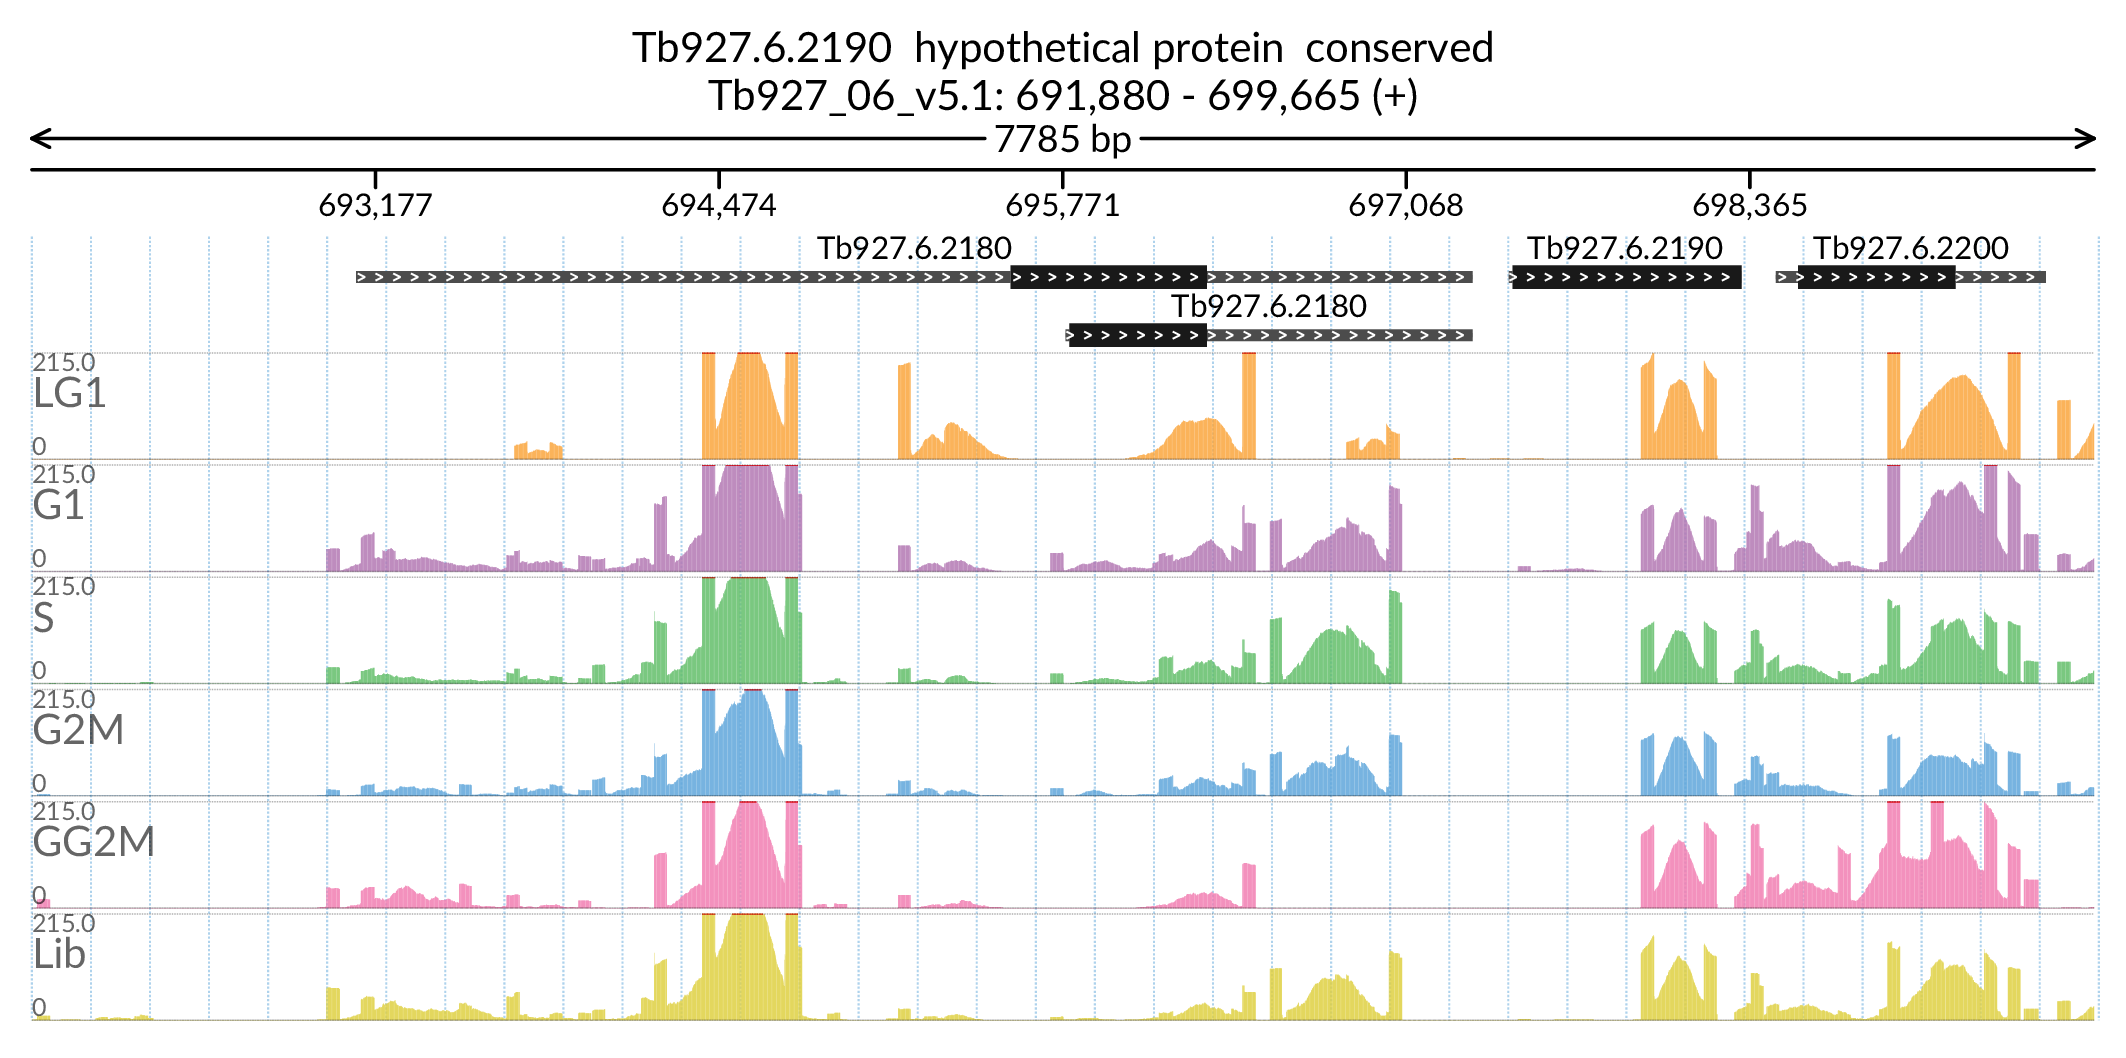 Tb927.6.2190  hypothetical protein  conserved
Tb927_06_v5.1: 691,880 - 699,665 (+)
7785 bp
693,177 694,474 695,771 697,068 698,365
Tb927.6.2180 Tb927.6.2190 Tb927.6.2200
Tb927.6.2180
215.0
LG1
0
215.0
G1
0
215.0
S
0
215.0
G2M
0
215.0
GG2M
0
215.0
Lib
0